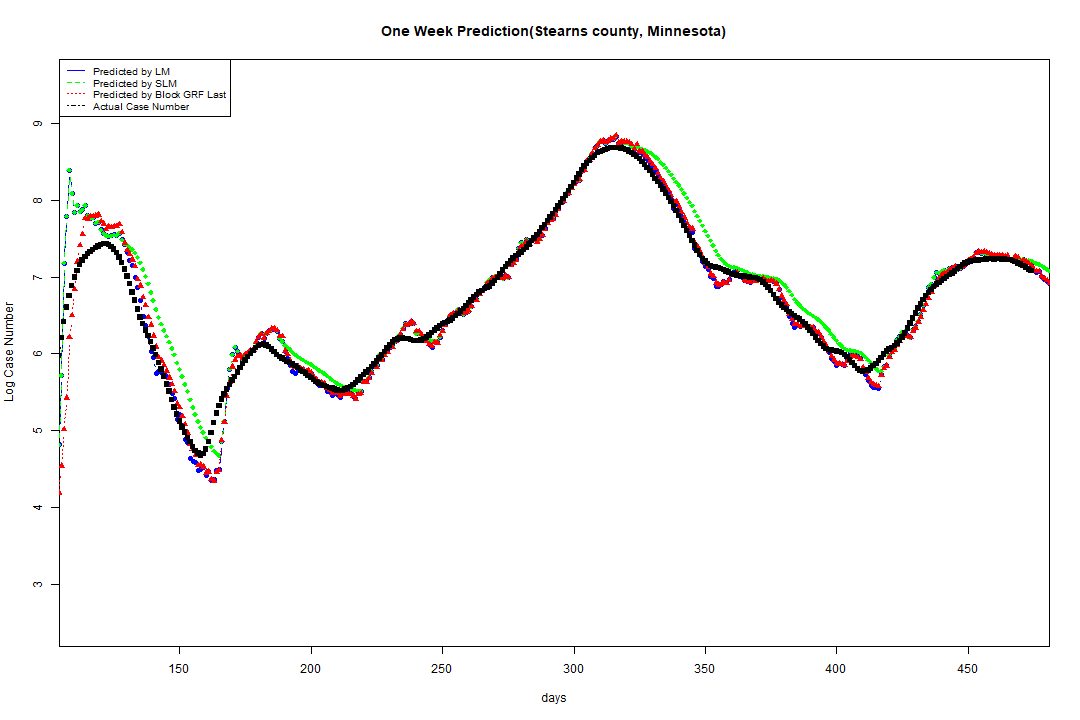 One Week Prediction(Stearns county, Minnesota)
Predicted by LM
Predicted by SLM
Predicted by Block GRF Last
Actual Case Number
Log Case Number
9
8
7
6
5
4
3
150 200 250 300 350 400 450
days